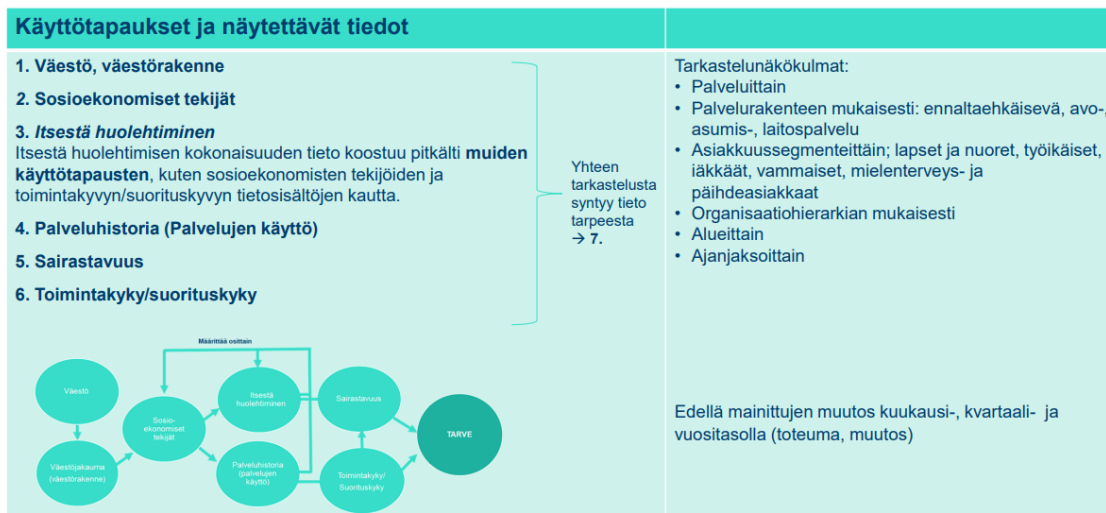 Käyttötapaukset ja näytettävät tiedot
1. Väestö, väestörakenne
2. Sosioekonomiset tekijät
3. Itsestä huolehtiminen
Itsestä huolehtimisen kokonaisuuden tieto koostuu pitkälti muiden
käyttötapausten, kuten sosioekonomisten tekijöiden ja
toimintakyvyn/suorituskyvyn tietosisältöjen kautta.
4. Palveluhistoria (Palvelujen käyttö)
5. Sairastavuus
6. Toimintakyky/suorituskyky
Yhteen
tarkastelusta
syntyy tieto
tarpeesta
→ 7.
Tarkastelunäkökulmat:
• Palveluittain
• Palvelurakenteen mukaisesti: ennaltaehkäisevä, avo-,
asumis-, laitospalvelu
• Asiakkuussegmenteittäin; lapset ja nuoret, työikäiset,
iäkkäät, vammaiset, mielenterveys- ja
päihdeasiakkaat
• Organisaatiohierarkian mukaisesti
• Alueittain
• Ajanjaksoittain
Määrittää osittain
Väestö
Väestöjakauma
(väestörakenne)
Sosio-
ekonomiset
tekijät
Itsestä
huolehtiminen
Palveluhistoria
(palvelujen
käyttö)
Sairastavuus
Toimintakyky/
Suorituskyky
TARVE
Edellä mainittujen muutos kuukausi-, kvartaali- ja
vuositasolla (toteuma, muutos)